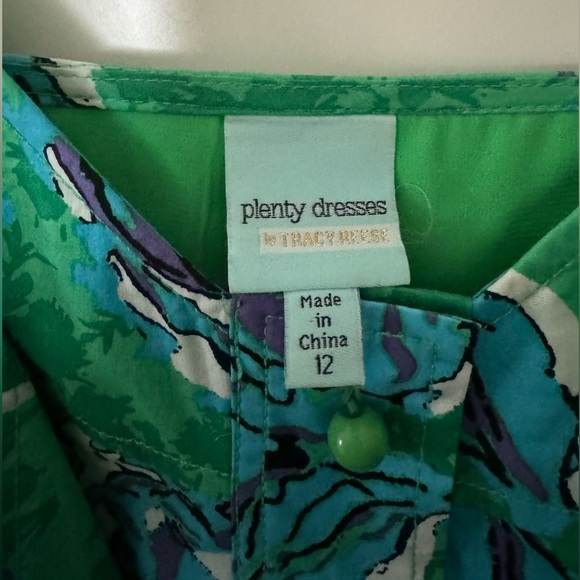 plenty dresses
by TRACY REESE
Made
in
China
12